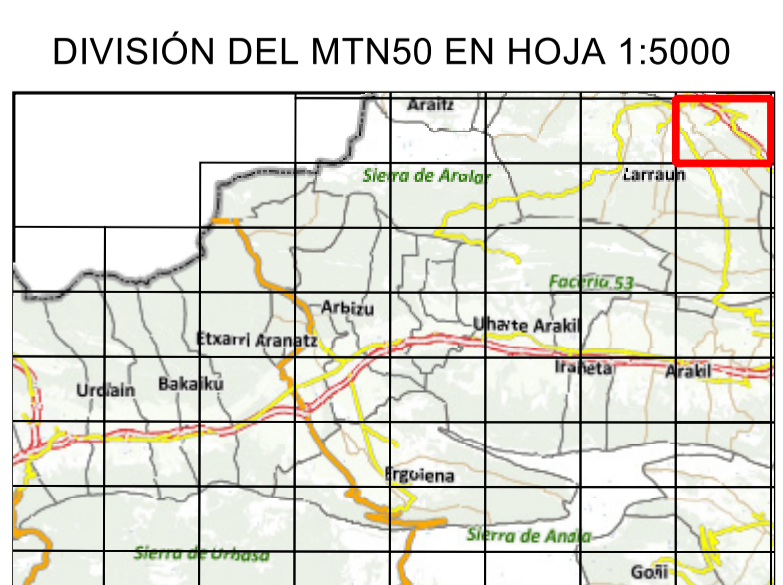 DIVISIÓN DEL MTN50 EN HOJA 1:5000
Araitz
Sierra de Aralar
Larraun
Facería 53
Arbizu
Uharte Arakil
Etxarri Aranatz
Irañeta
Arakil
Urdiain
Bakaiku
Ergoiena
Sierra de Andia
Sierra de Urbasa
Goñi